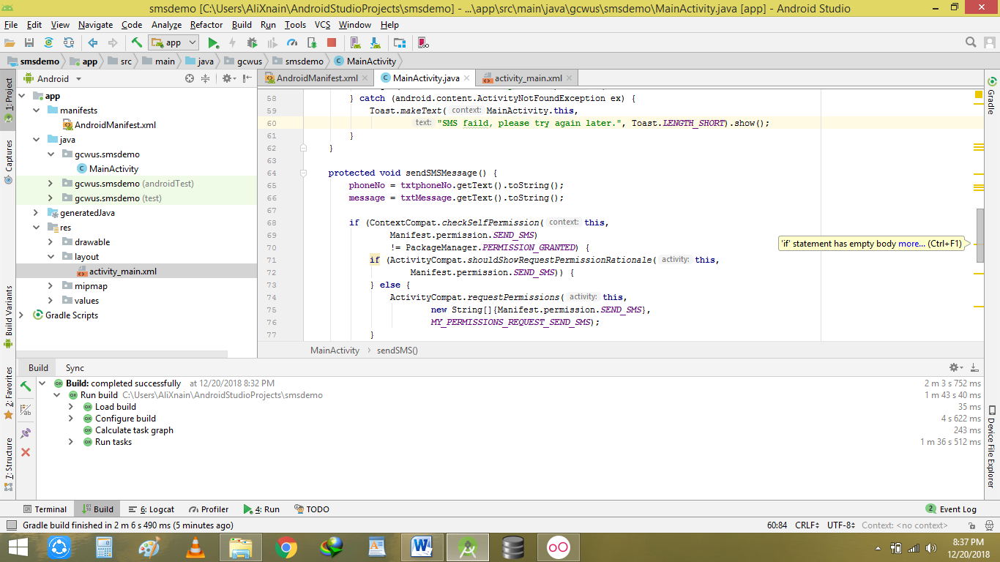 smsdemo [C:\Users\AliXnain\AndroidStudioProjects\smsdemo] - ...\app\src\main\java\gcwus\smsdemo\MainActivity.java [app] - Android Studio
File Edit View Navigate Code Analyze Refactor Build Run Tools VCS Window Help
app
smsdemo app src main java gcwus smsdemo MainActivity
Android
AndroidManifest.xml MainActivity.java activity_main.xml
1: Project
Captures
Build Variants
2: Favorites
7: Structure
app
manifests
AndroidManifest.xml
java
gcwus.smsdemo
MainActivity
gcwus.smsdemo (androidTest)
gcwus.smsdemo (test)
generatedJava
res
drawable
layout
activity_main.xml
mipmap
values
Gradle Scripts
58 } catch (android.content.ActivityNotFoundException ex) {
59 Toast.makeText( context: MainActivity.this,
60 text: "SMS faild, please try again later.", Toast.LENGTH_SHORT).show();
61 }
62 }
63
64 protected void sendSMSMessage() {
65 phoneNo = txtphoneNo.getText().toString();
66 message = txtMessage.getText().toString();
67
68 if (ContextCompat.checkSelfPermission( context: this,
69 Manifest.permission.SEND_SMS)
70 != PackageManager.PERMISSION_GRANTED) {
71 if (ActivityCompat.shouldShowRequestPermissionRationale( activity: this,
72 Manifest.permission.SEND_SMS)) {
73 } else {
74 ActivityCompat.requestPermissions( activity: this,
75 new String[]{Manifest.permission.SEND_SMS},
76 MY_PERMISSIONS_REQUEST_SEND_SMS);
77 }
'if' statement has empty body more... (Ctrl+F1)
MainActivity sendSMS()
Gradle
Device File Explorer
Build Sync
Build: completed successfully at 12/20/2018 8:32 PM 2 m 3 s 752 ms
Run build C:\Users\AliXnain\AndroidStudioProjects\smsdemo 1 m 43 s 40 ms
Load build 35 ms
Configure build 4 s 622 ms
Calculate task graph 243 ms
Run tasks 1 m 36 s 512 ms
Terminal Build 6: Logcat Profiler 4: Run TODO 2 Event Log
Gradle build finished in 2 m 6 s 490 ms (5 minutes ago) 60:84 CRLF UTF-8 Context: <no context>
8:37 PM
12/20/2018